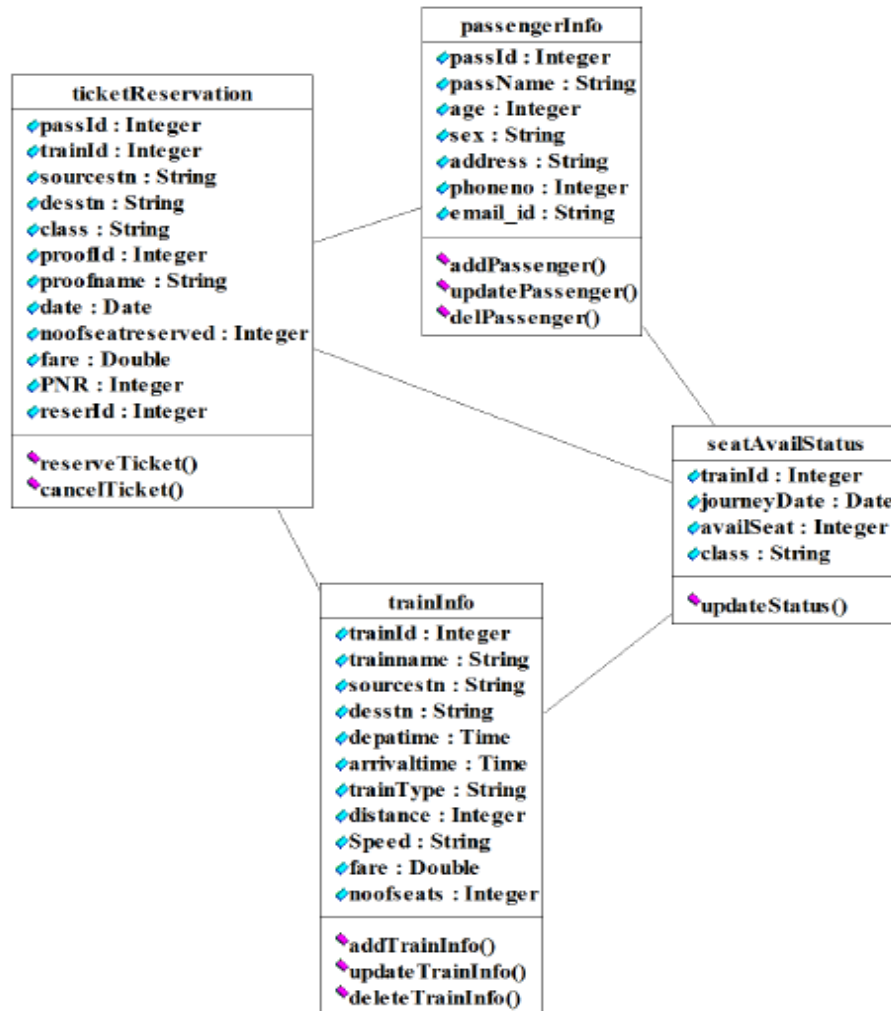 passengerInfo
passId : Integer
passName : String
age : Integer
sex : String
address : String
phoneno : Integer
email_id : String
addPassenger()
updatePassenger()
delPassenger()
ticketReservation
passId : Integer
trainId : Integer
sourcestn : String
desstn : String
class : String
proofId : Integer
proofname : String
date : Date
noofseatreserved : Integer
fare : Double
PNR : Integer
reserId : Integer
reserveTicket()
cancelTicket()
seatAvailStatus
trainId : Integer
journeyDate : Date
availSeat : Integer
class : String
updateStatus()
trainInfo
trainId : Integer
trainname : String
sourcestn : String
desstn : String
depatime : Time
arrivaltime : Time
trainType : String
distance : Integer
Speed : String
fare : Double
noofseats : Integer
addTrainInfo()
updateTrainInfo()
deleteTrainInfo()